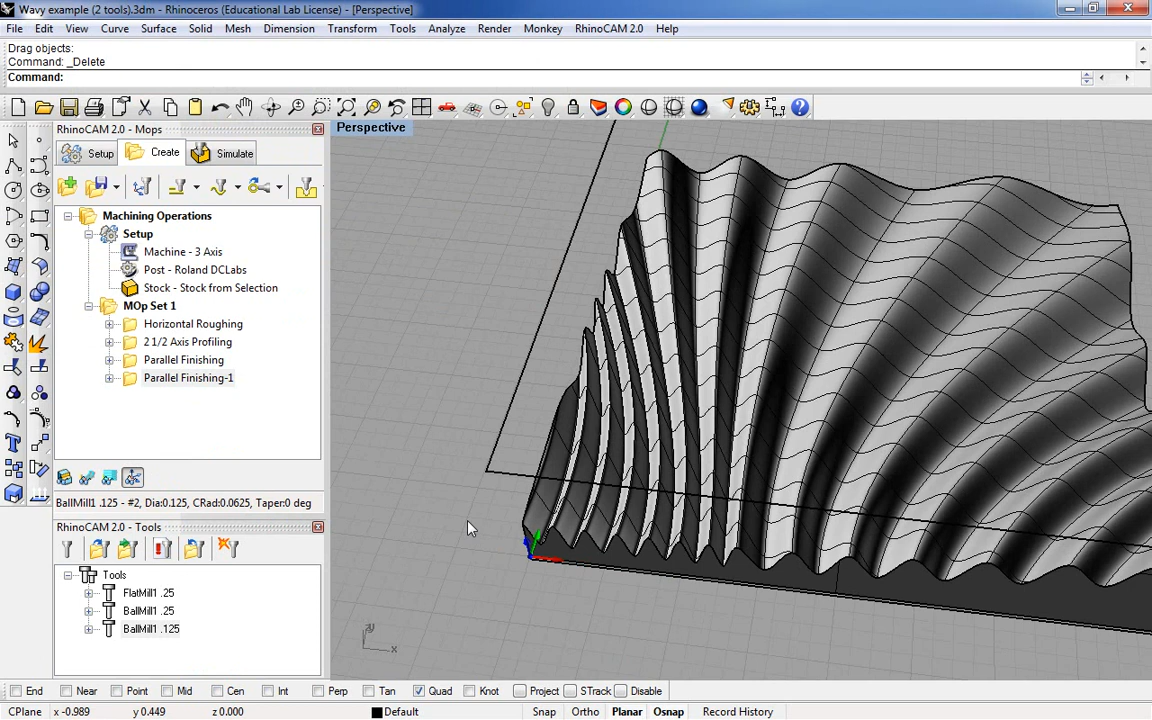 Wavy example (2 tools).3dm - Rhinoceros (Educational Lab License) - [Perspective]
File Edit View Curve Surface Solid Mesh Dimension Transform Tools Analyze Render Monkey RhinoCAM 2.0 Help
Drag objects:
Command: _Delete
Command:
RhinoCAM 2.0 - Mops
Perspective
Setup Create Simulate
Machining Operations
Setup
Machine - 3 Axis
Post - Roland DCLabs
Stock - Stock from Selection
MOp Set 1
Horizontal Roughing
2 1/2 Axis Profiling
Parallel Finishing
Parallel Finishing-1
BallMill1 .125 - #2, Dia:0.125, CRad:0.0625, Taper:0 deg
RhinoCAM 2.0 - Tools
Tools
FlatMill1 .25
BallMill1 .25
BallMill1 .125
y
x
End Near Point Mid Cen Int Perp Tan Quad Knot Project STrack Disable
CPlane x -0.989 y 0.449 z 0.000 Default Snap Ortho Planar Osnap Record History